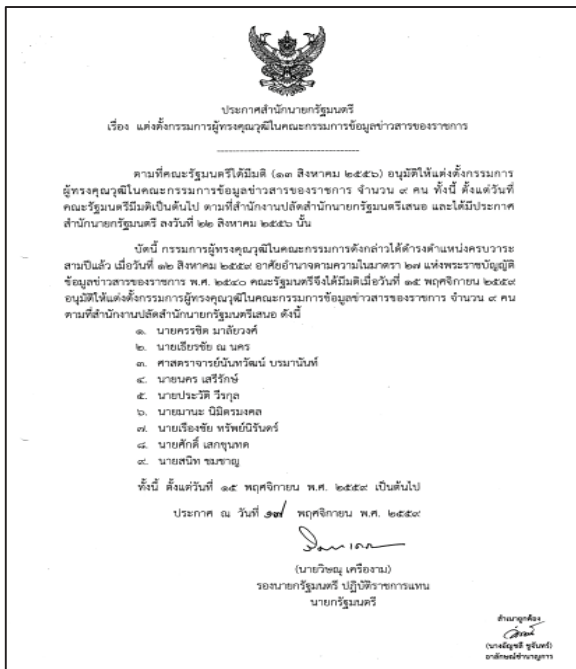 ประกาศสำนักนายกรัฐมนตรี
เรื่อง แต่งตั้งกรรมการผู้ทรงคุณวุฒิในคณะกรรมการข้อมูลข่าวสารของราชการ
ตามที่คณะรัฐมนตรีได้มีมติ (๑๓ สิงหาคม ๒๕๕๖) อนุมัติให้แต่งตั้งกรรมการ
ผู้ทรงคุณวุฒิในคณะกรรมการข้อมูลข่าวสารของราชการ จำนวน ๙ คน ทั้งนี้ ตั้งแต่วันที่
คณะรัฐมนตรีมีมติเป็นต้นไป ตามที่สำนักงานปลัดสำนักนายกรัฐมนตรีเสนอ และได้มีประกาศ
สำนักนายกรัฐมนตรี ลงวันที่ ๒๒ สิงหาคม ๒๕๕๖ นั้น
บัดนี้ กรรมการผู้ทรงคุณวุฒิในคณะกรรมการดังกล่าวได้ดำรงตำแหน่งครบวาระ
สามปีแล้ว เมื่อวันที่ ๑๒ สิงหาคม ๒๕๕๙ อาศัยอำนาจตามความในมาตรา ๒๗ แห่งพระราชบัญญัติ
ข้อมูลข่าวสารของราชการ พ.ศ. ๒๕๔๐ คณะรัฐมนตรีจึงได้มีมติเมื่อวันที่ ๑๕ พฤศจิกายน ๒๕๕๙
อนุมัติให้แต่งตั้งกรรมการผู้ทรงคุณวุฒิในคณะกรรมการข้อมูลข่าวสารของราชการ จำนวน ๙ คน
ตามที่สำนักงานปลัดสำนักนายกรัฐมนตรีเสนอ ดังนี้
๑. นายครรชิต มาลัยวงศ์
๒. นายเธียรชัย ณ นคร
๓. ศาสตราจารย์นันทวัฒน์ บรมานันท์
๔. นายนคร เสรีรักษ์
๕. นายประวัติ วีรกุล
๖. นายมานะ นิมิตรมงคล
๗. นายเรืองชัย ทรัพย์นิรันดร์
๘. นายศักดิ์ เสกขุนทด
๙. นายสนิท ชมชาญ
ทั้งนี้ ตั้งแต่วันที่ ๑๕ พฤศจิกายน พ.ศ. ๒๕๕๙ เป็นต้นไป
ประกาศ ณ วันที่ ๑๗ พฤศจิกายน พ.ศ. ๒๕๕๙
(นายวิษณุ เครืองาม)
รองนายกรัฐมนตรี ปฏิบัติราชการแทน
นายกรัฐมนตรี
สำเนาถูกต้อง